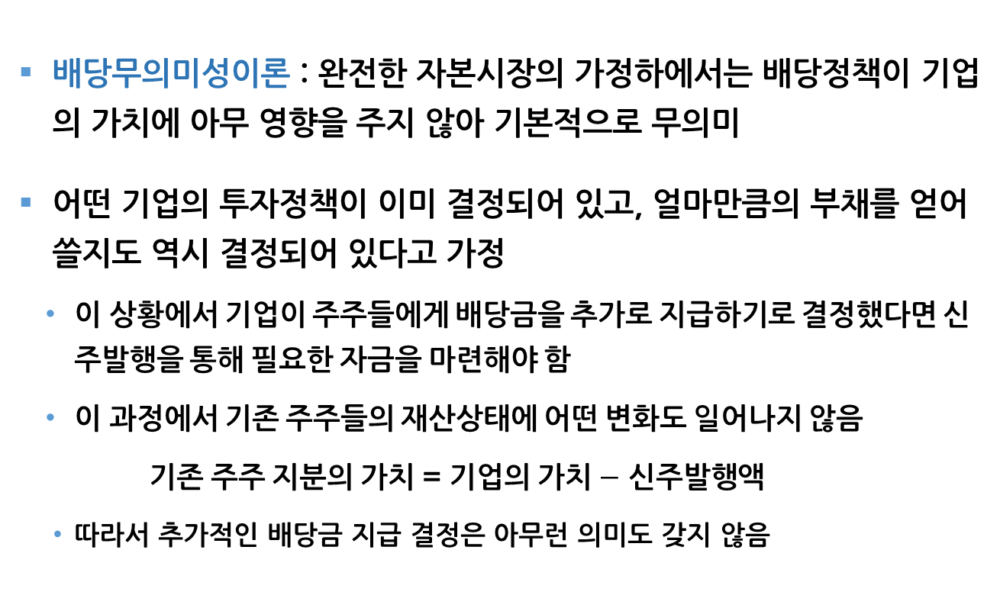 ▪ 배당무의미성이론 : 완전한 자본시장의 가정하에서는 배당정책이 기업
의 가치에 아무 영향을 주지 않아 기본적으로 무의미
▪ 어떤 기업의 투자정책이 이미 결정되어 있고, 얼마만큼의 부채를 얻어
쓸지도 역시 결정되어 있다고 가정
• 이 상황에서 기업이 주주들에게 배당금을 추가로 지급하기로 결정했다면 신
주발행을 통해 필요한 자금을 마련해야 함
• 이 과정에서 기존 주주들의 재산상태에 어떤 변화도 일어나지 않음
기존 주주 지분의 가치 = 기업의 가치 – 신주발행액
• 따라서 추가적인 배당금 지급 결정은 아무런 의미도 갖지 않음